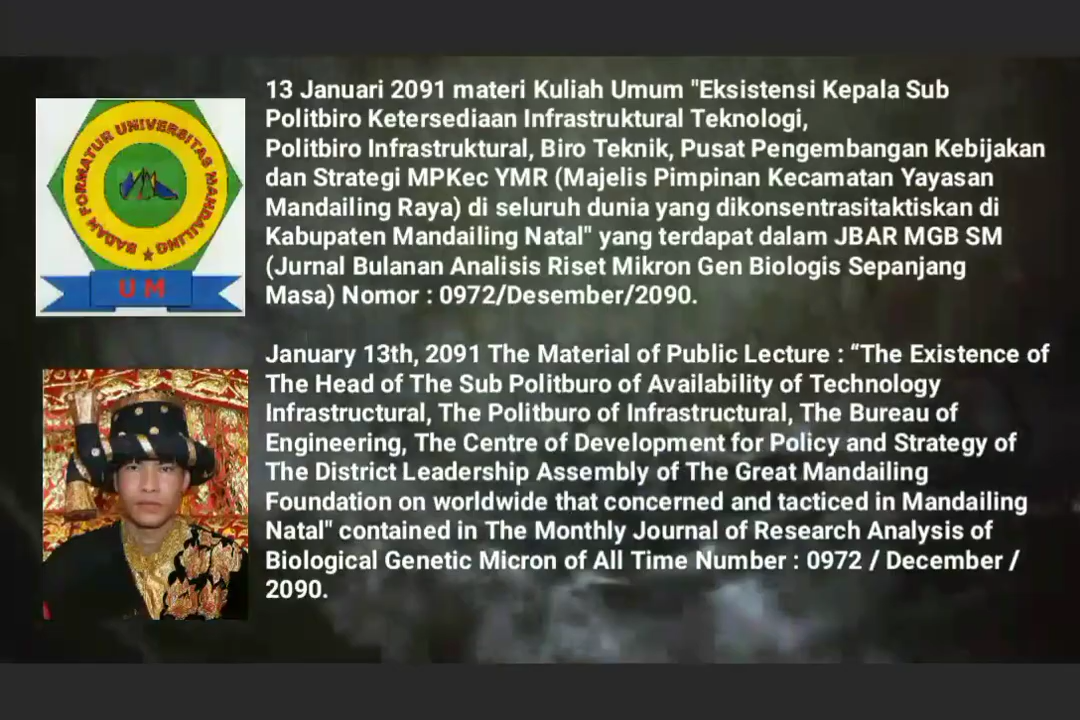 BADAN FORMATUR UNIVERSITAS MANDAILING
UM
13 Januari 2091 materi Kuliah Umum "Eksistensi Kepala Sub
Politbiro Ketersediaan Infrastruktural Teknologi,
Politbiro Infrastruktural, Biro Teknik, Pusat Pengembangan Kebijakan
dan Strategi MPKec YMR (Majelis Pimpinan Kecamatan Yayasan
Mandailing Raya) di seluruh dunia yang dikonsentrasitaktiskan di
Kabupaten Mandailing Natal" yang terdapat dalam JBAR MGB SM
(Jurnal Bulanan Analisis Riset Mikron Gen Biologis Sepanjang
Masa) Nomor : 0972/Desember/2090.
January 13th, 2091 The Material of Public Lecture : “The Existence of
The Head of The Sub Politburo of Availability of Technology
Infrastructural, The Politburo of Infrastructural, The Bureau of
Engineering, The Centre of Development for Policy and Strategy of
The District Leadership Assembly of The Great Mandailing
Foundation on worldwide that concerned and tacticed in Mandailing
Natal" contained in The Monthly Journal of Research Analysis of
Biological Genetic Micron of All Time Number : 0972 / December /
2090.